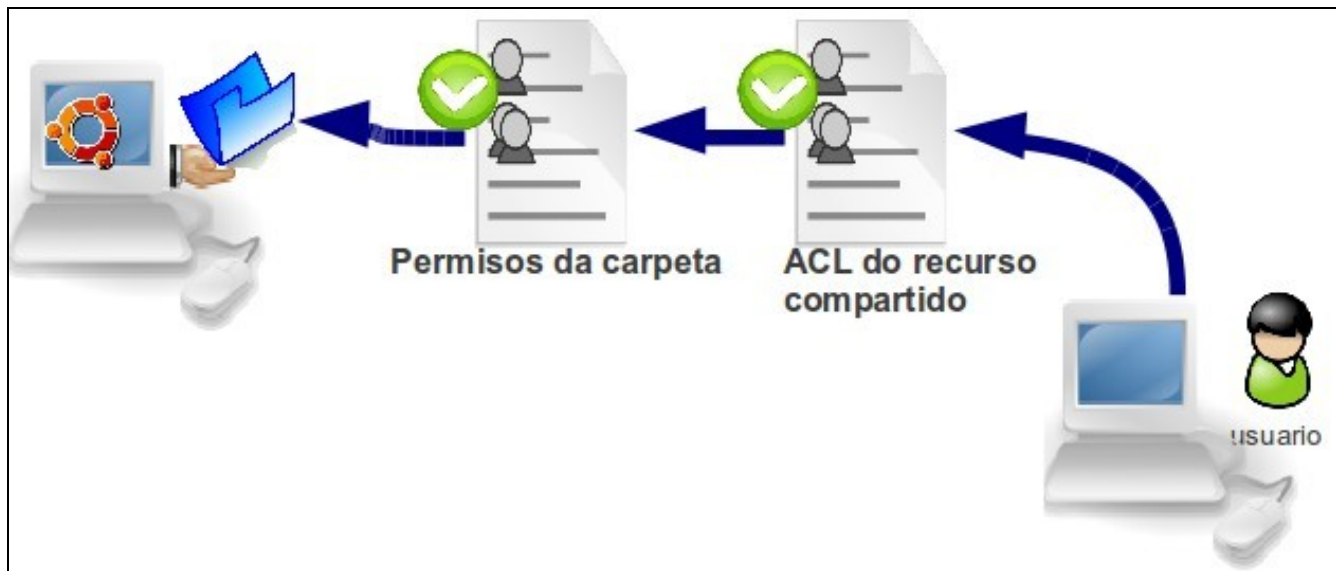 Permisos da carpeta
ACL do recurso
compartido
usuario